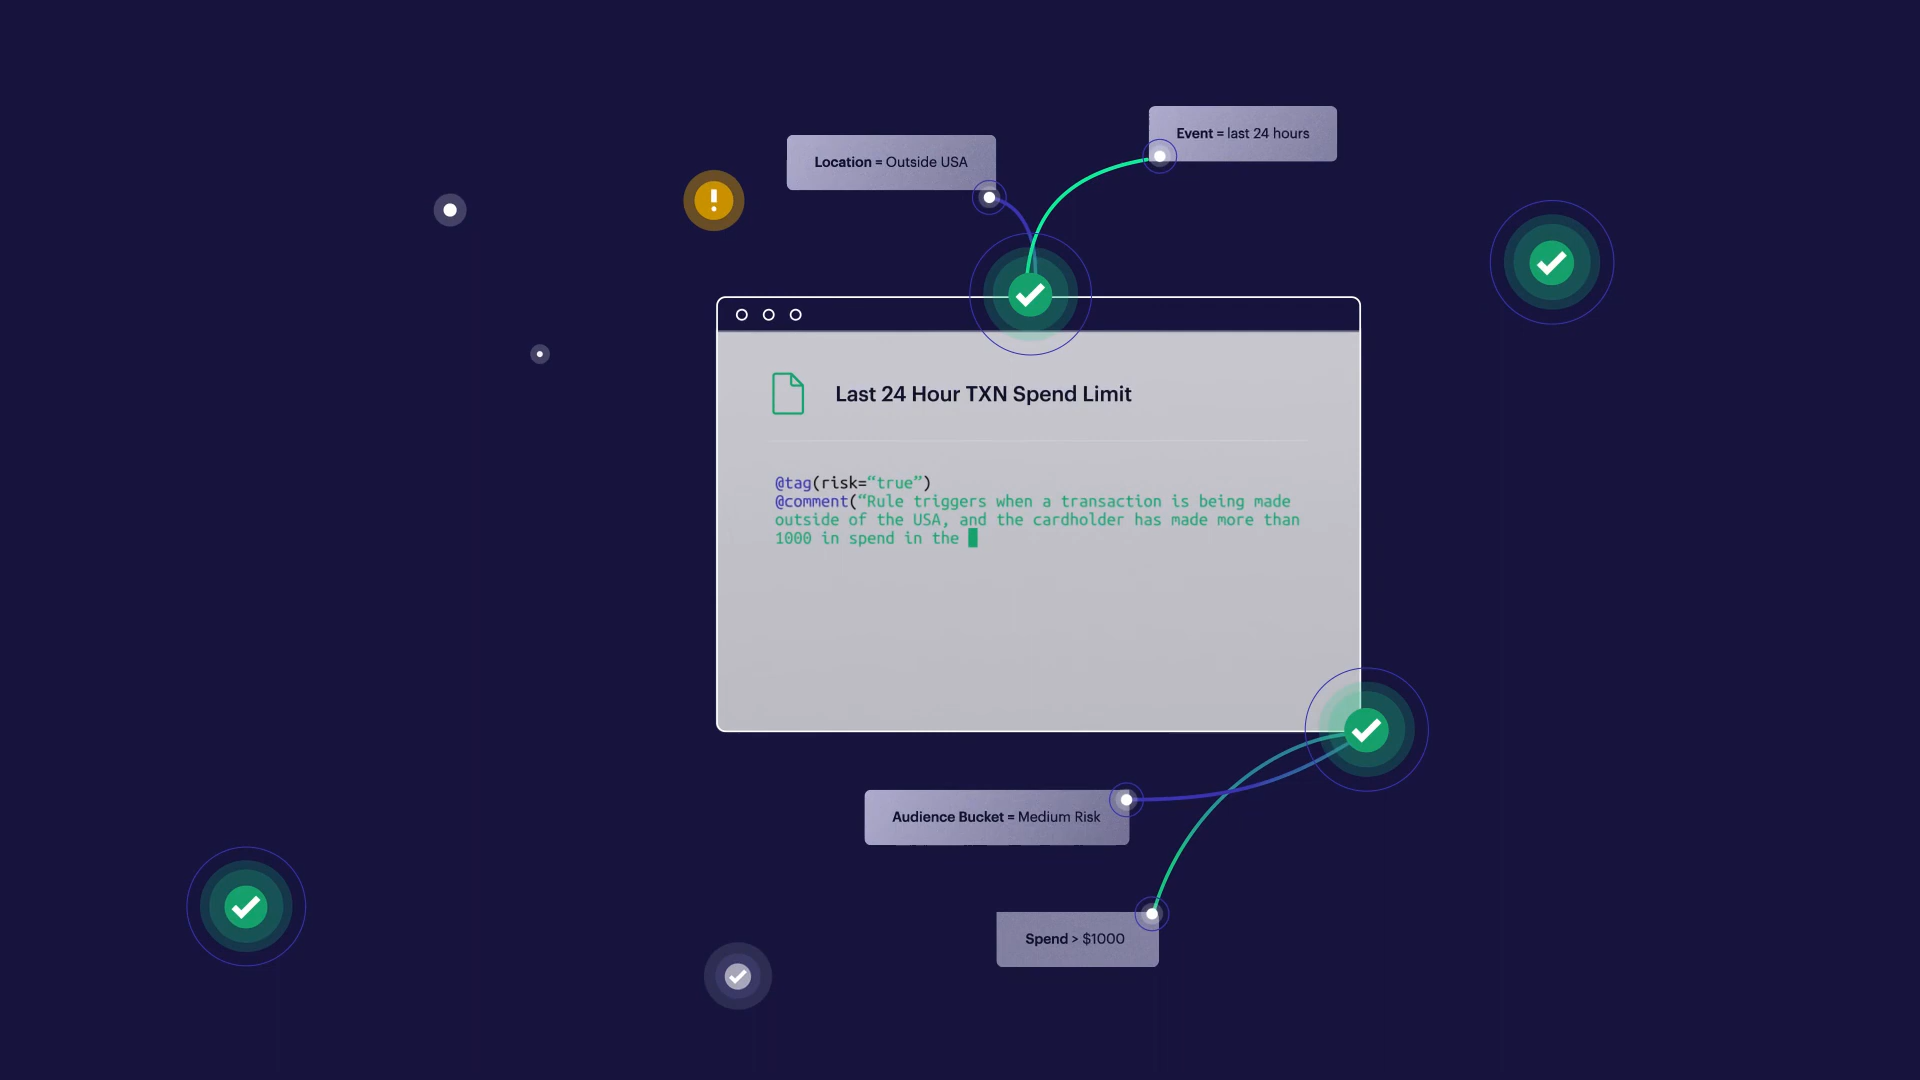 Event = last 24 hours
Location = Outside USA
Last 24 Hour TXN Spend Limit
@tag(risk=“true”)
@comment(“Rule triggers when a transaction is being made
outside of the USA, and the cardholder has made more than
1000 in spend in the
Audience Bucket = Medium Risk
Spend > $1000